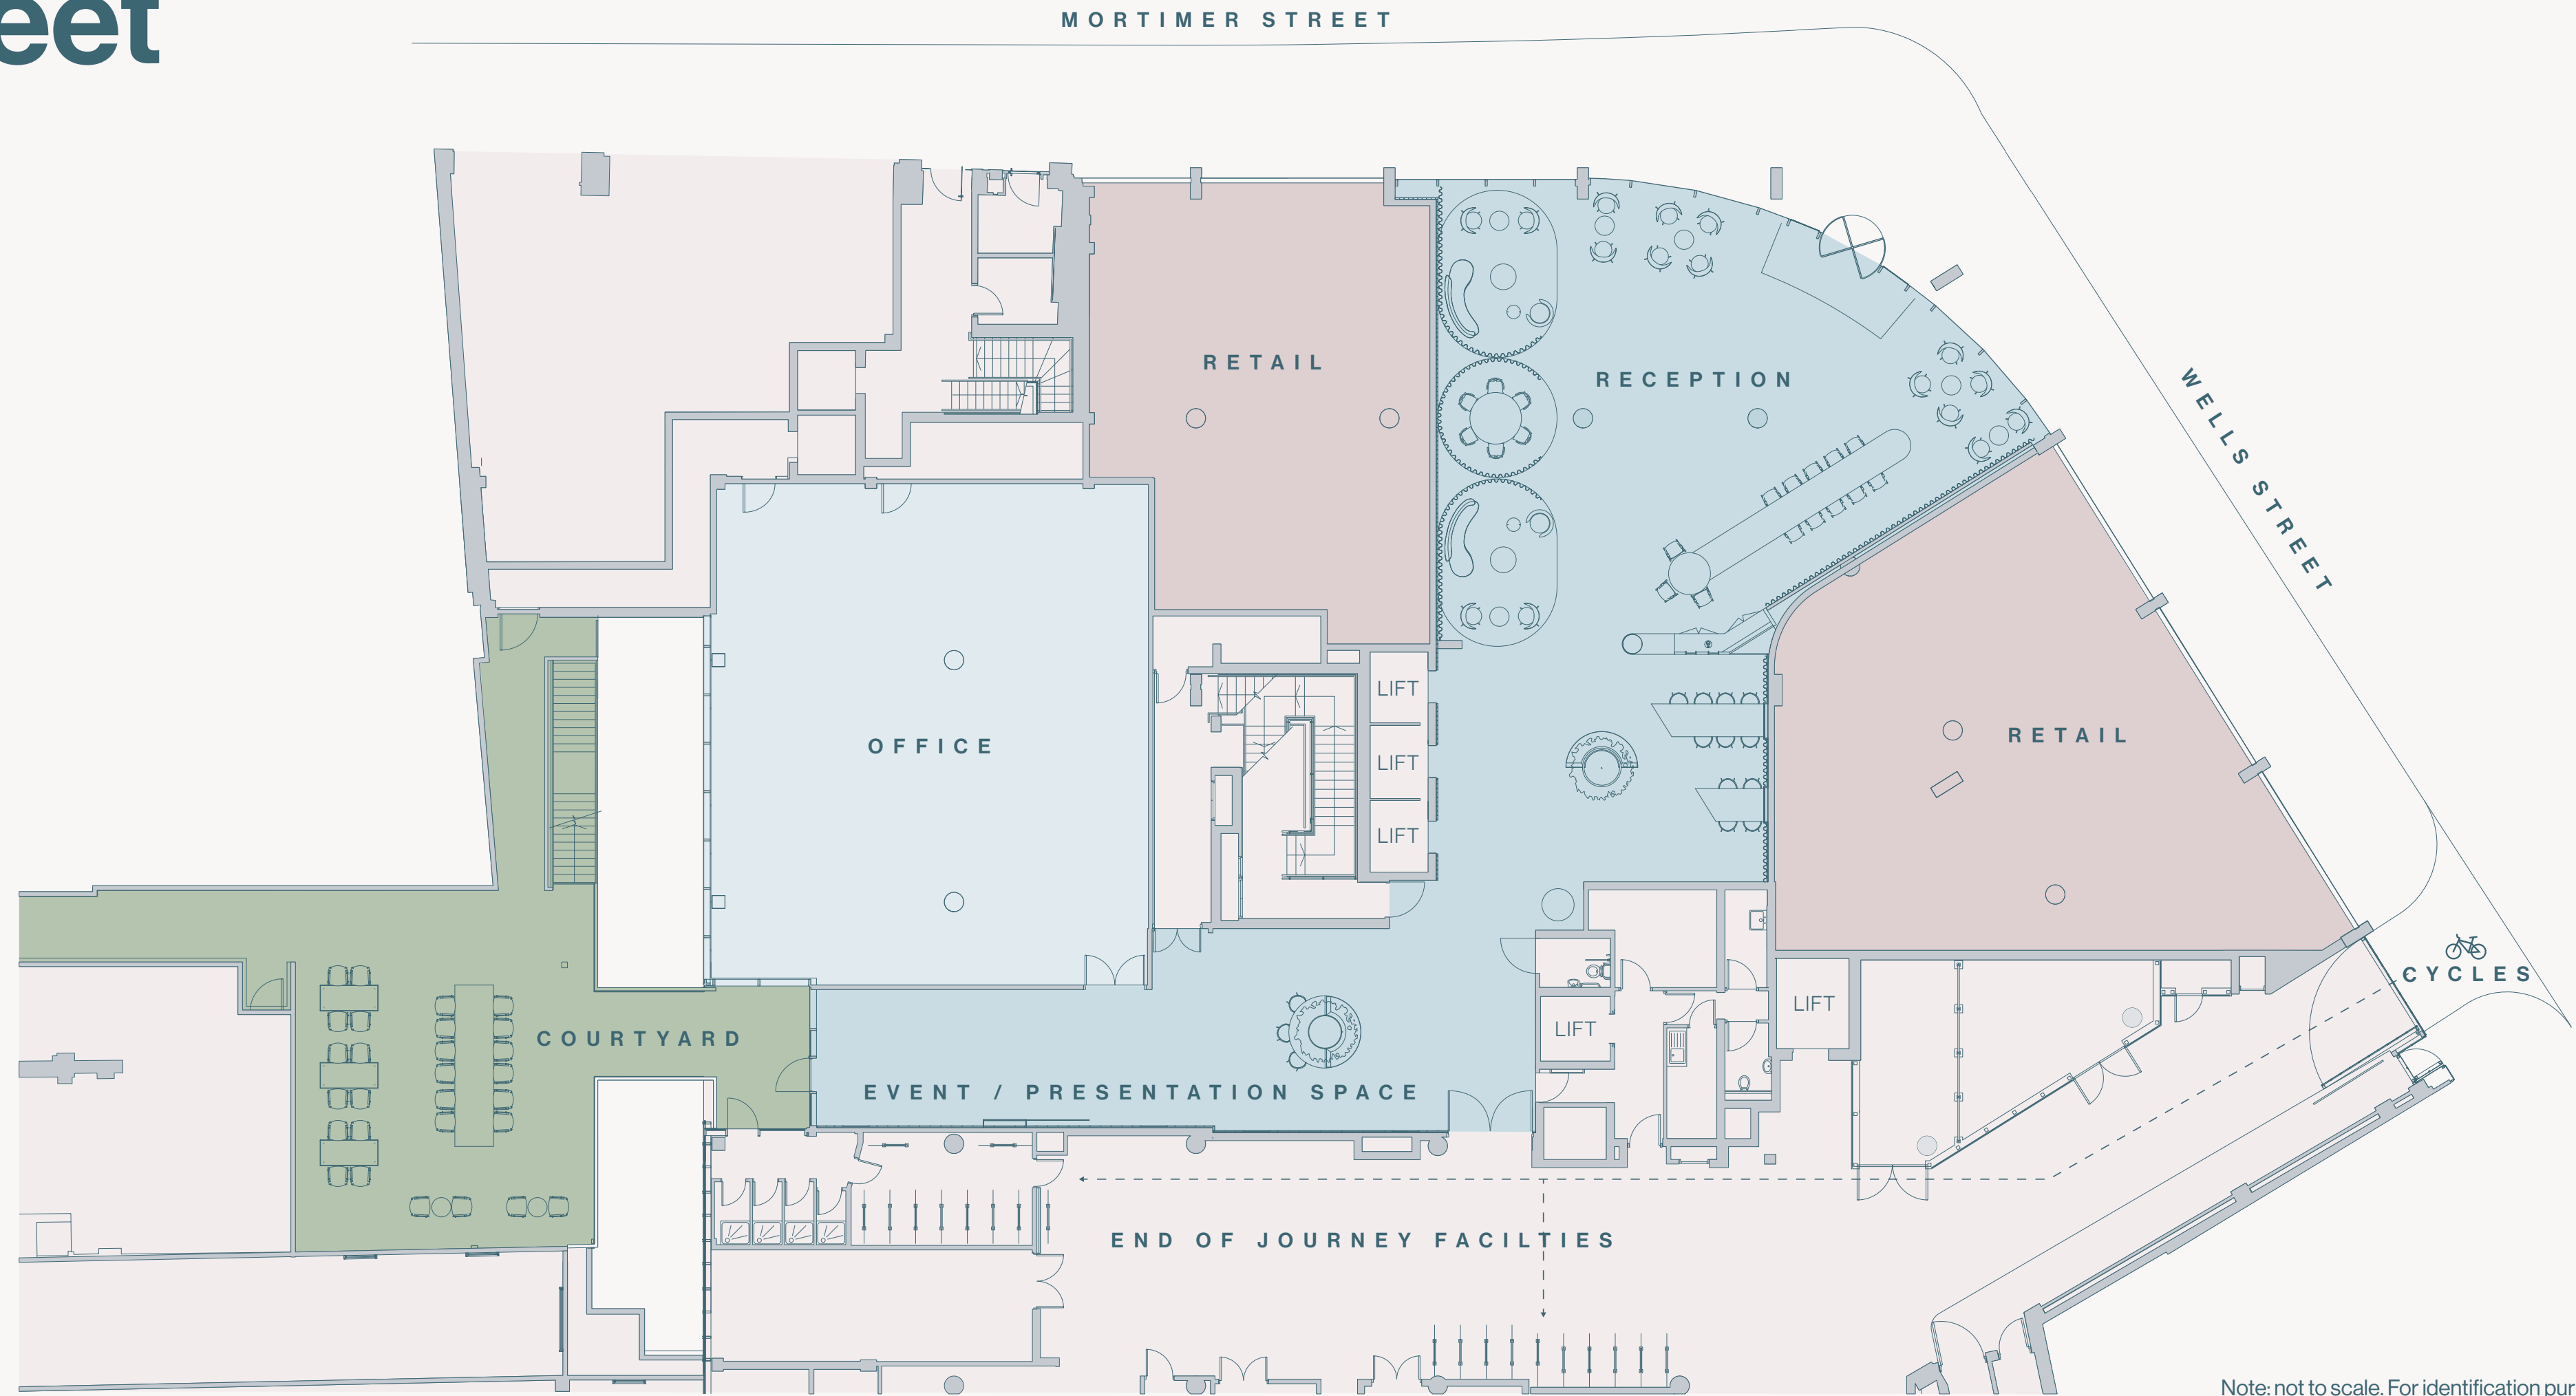 eet
MORTIMER STREET
WELLS STREET
RETAIL
RECEPTION
OFFICE
LIFT
LIFT
LIFT
RETAIL
CYCLES
LIFT
LIFT
COURTYARD
EVENT / PRESENTATION SPACE
END OF JOURNEY FACILTIES
Note: not to scale. For identification pur